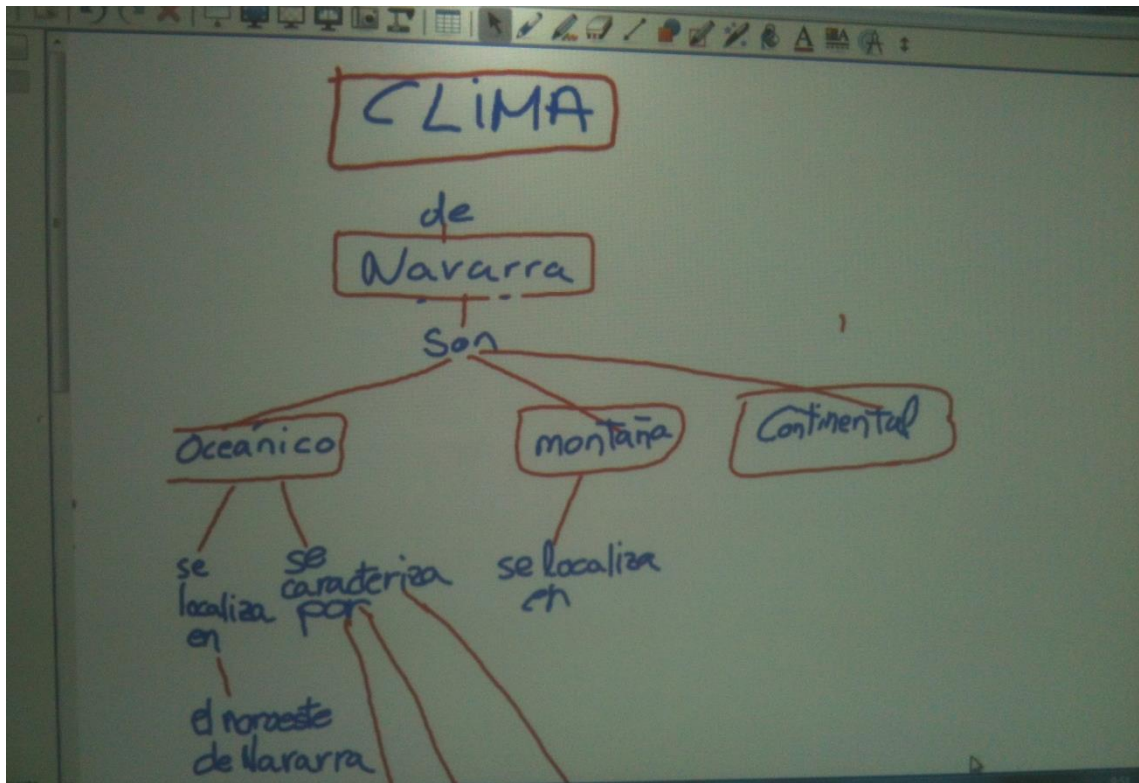 CLIMA
de
Navarra
Son
Oceánico
montaña
Continental
se
localiza
en
se
caracteriza
por
se localiza
en
el noroeste
de Navarra